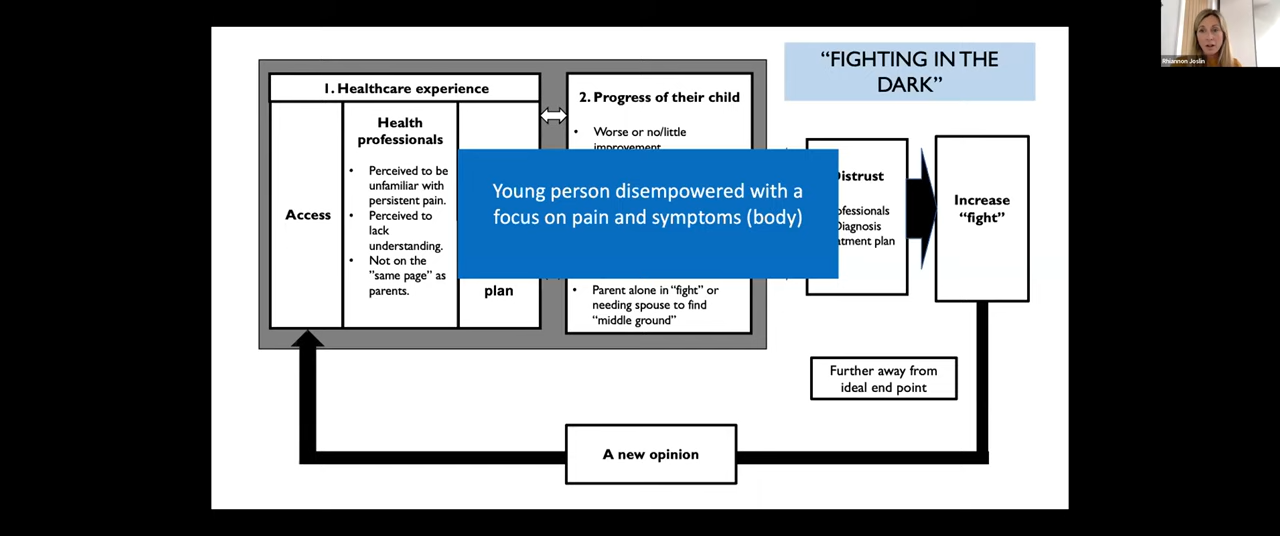 “FIGHTING IN THE
DARK”
Rhiannon Joslin
1. Healthcare experience
Access
Health
professionals
• Perceived to be
unfamiliar with
persistent pain.
• Perceived to
lack
understanding.
• Not on the
”same page” as
parents.
plan
2. Progress of their child
• Worse or no/little
improvement
• Parent alone in “fight” or
needing spouse to find
“middle ground”
Young person disempowered with a
focus on pain and symptoms (body)
Diagnosis
Increase
“fight”
Further away from
ideal end point
A new opinion